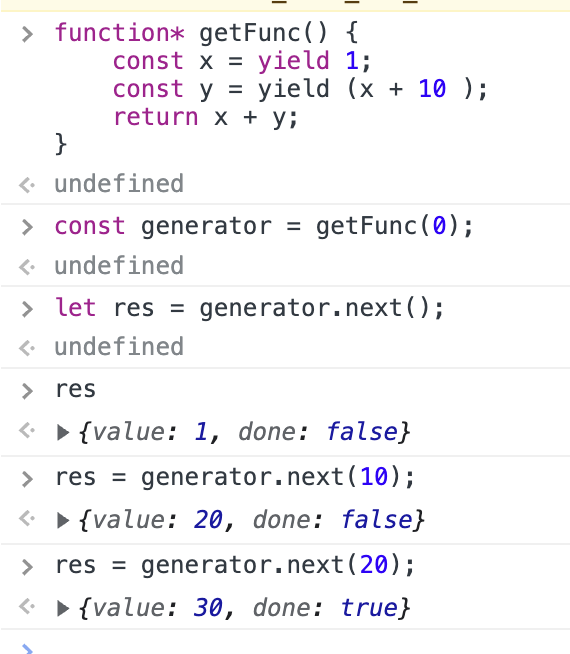 function* getFunc() {
const x = yield 1;
const y = yield (x + 10 );
return x + y;
}
undefined
const generator = getFunc(0);
undefined
let res = generator.next();
undefined
res
{value: 1, done: false}
res = generator.next(10);
{value: 20, done: false}
res = generator.next(20);
{value: 30, done: true}